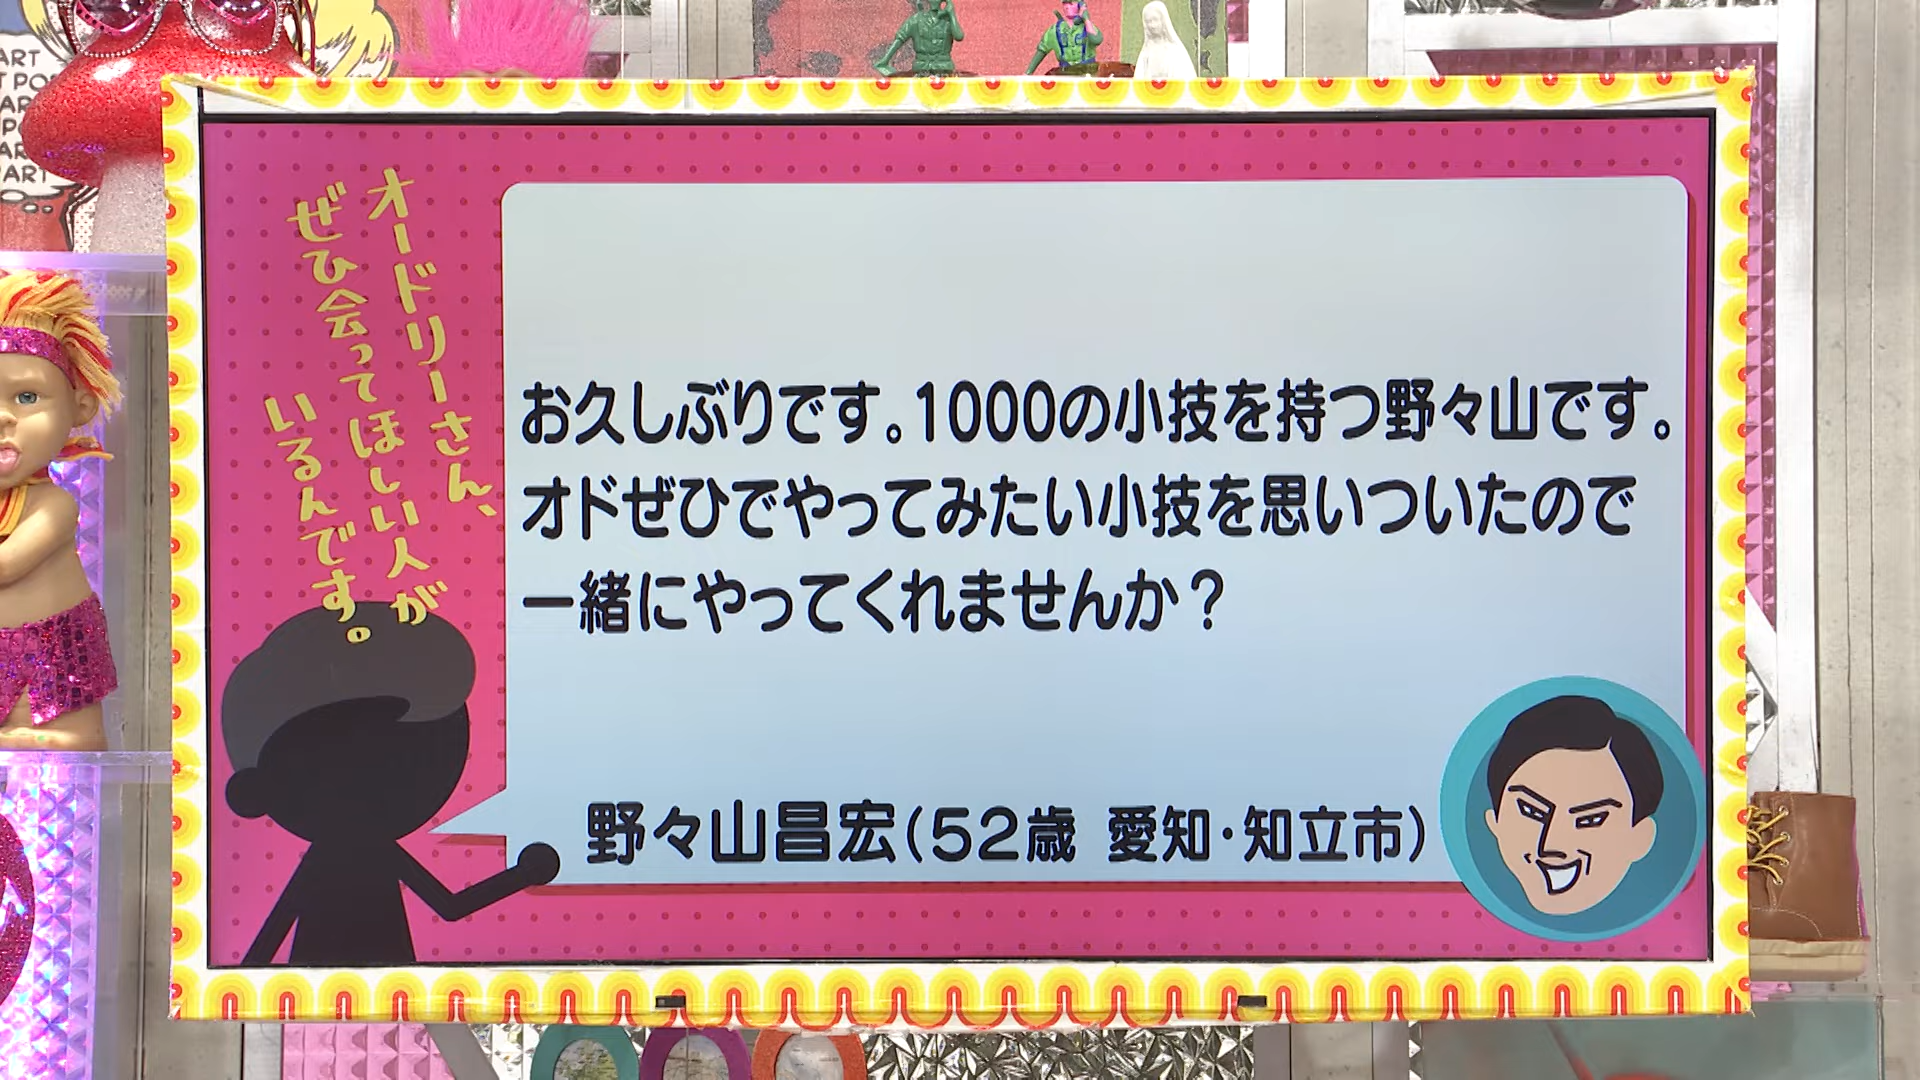 オードリーさん、
ぜひ会ってほしい人が
いるんです。
お久しぶりです。1000の小技を持つ野々山です。
オドぜひでやってみたい小技を思いついたので
一緒にやってくれませんか？
野々山昌宏（52歳 愛知・知立市）
ART
PART